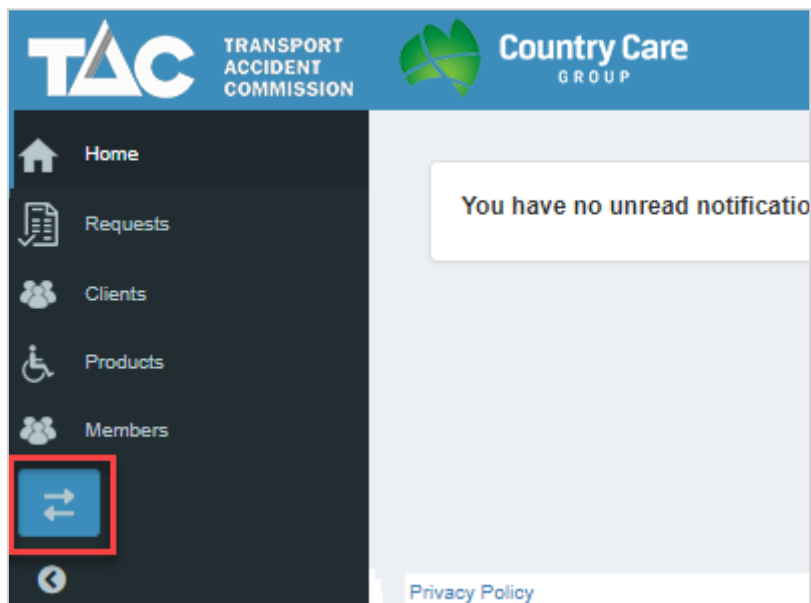 TAC
TRANSPORT
ACCIDENT
COMMISSION
Country Care
GROUP
Home
Requests
Clients
Products
Members
You have no unread notificatio
Privacy Policy